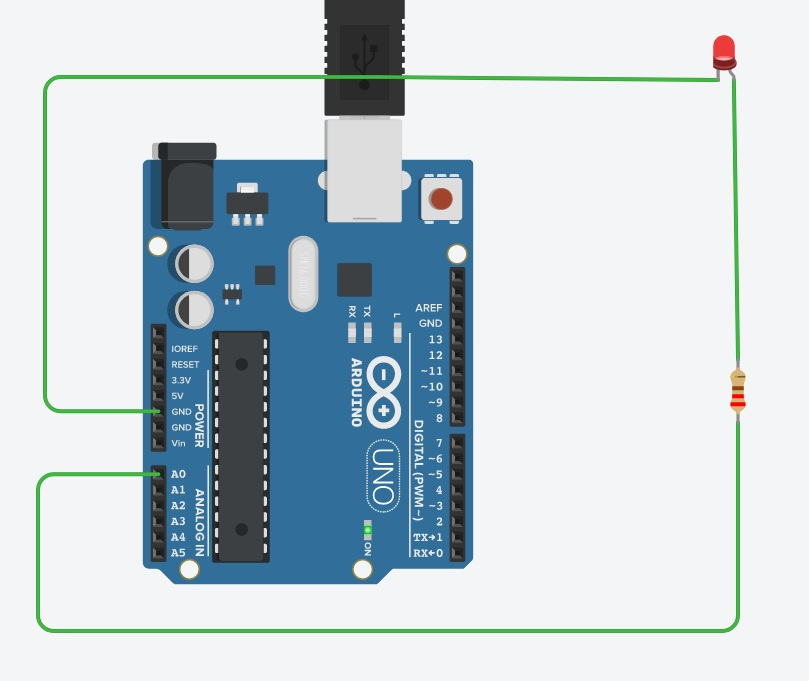 AREF
GND
13
12
~11
~10
~9
8
7
~6
~5
4
~3
2
TX→1
RX←0
DIGITAL (PWM~)
RX
TX
L
ARDUINO
UNO
ON
IOREF
RESET
3.3V
5V
GND
GND
Vin
POWER
A0
A1
A2
A3
A4
A5
ANALOG IN